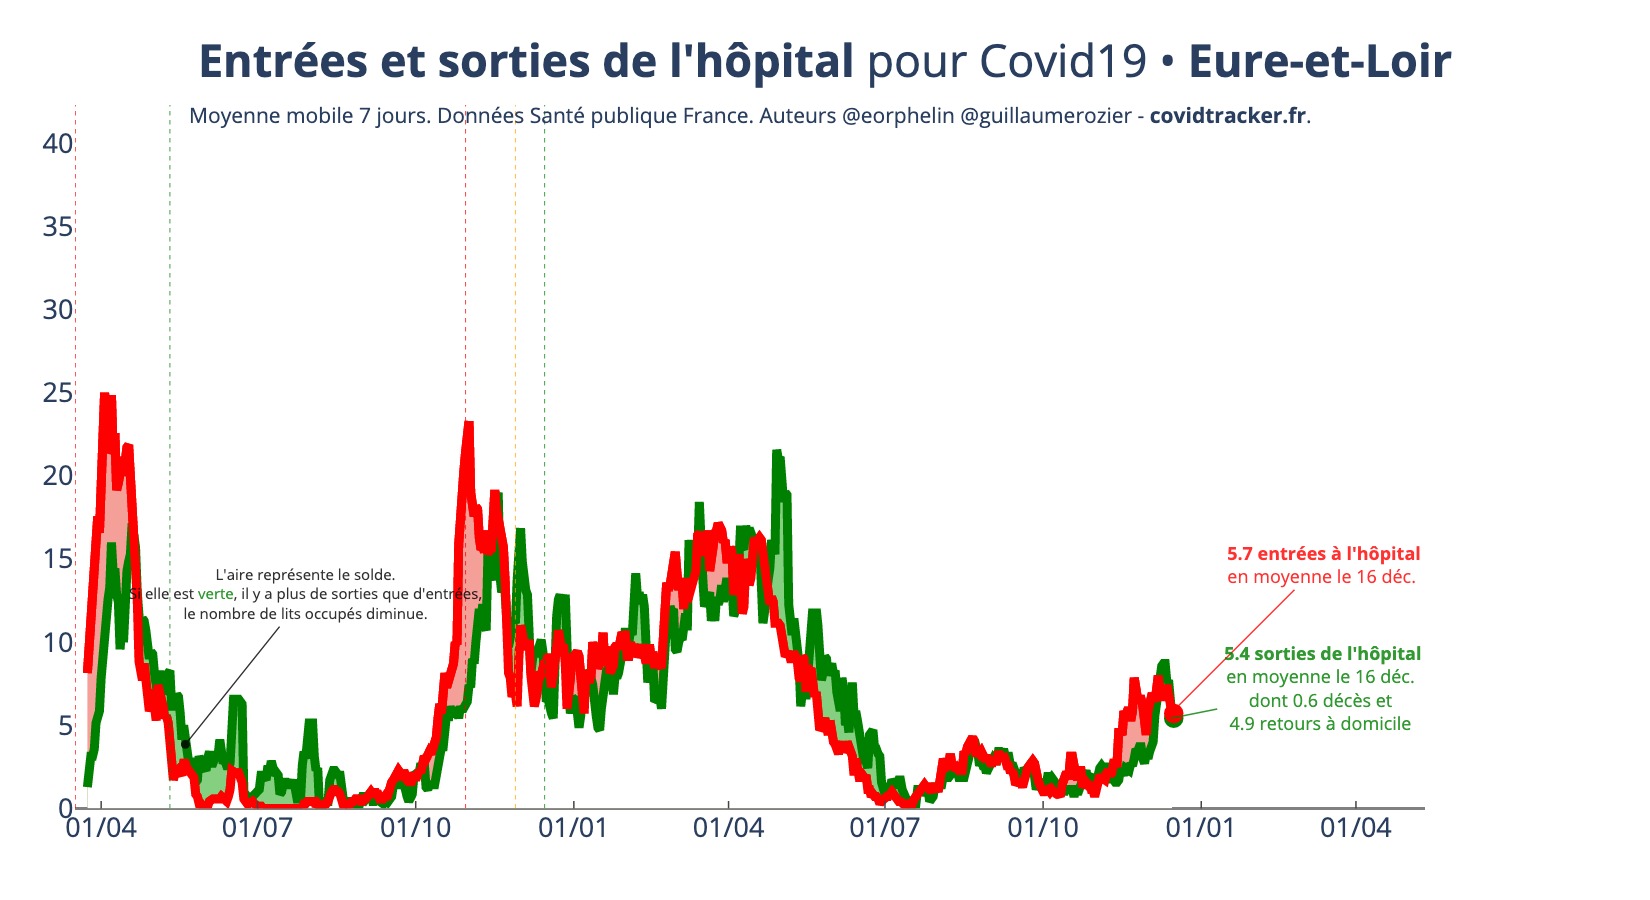 Entrées et sorties de l'hôpital pour Covid19 • Eure-et-Loir
Moyenne mobile 7 jours. Données Santé publique France. Auteurs @eorphelin @guillaumerozier - covidtracker.fr.
40
35
30
25
20
15
10
5
0
L'aire représente le solde.
Si elle est verte, il y a plus de sorties que d'entrées,
le nombre de lits occupés diminue.
5.7 entrées à l'hôpital
en moyenne le 16 déc.
5.4 sorties de l'hôpital
en moyenne le 16 déc.
dont 0.6 décès et
4.9 retours à domicile
01/04
01/07
01/10
01/01
01/04
01/07
01/10
01/01
01/04